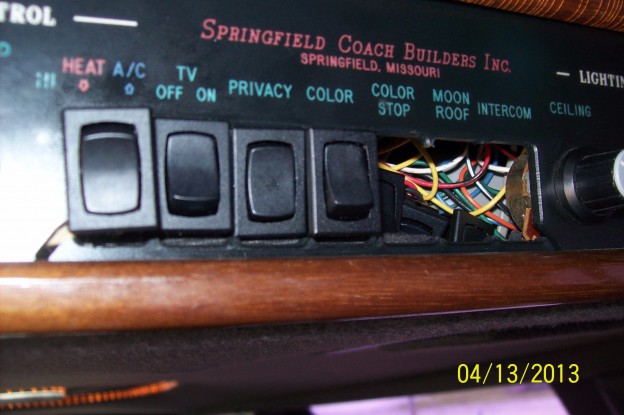 TROL
SPRINGFIELD COACH BUILDERS INC.
SPRINGFIELD, MISSOURI
HEAT A/C
TV
OFF ON
PRIVACY
COLOR
COLOR
STOP
MOON
ROOF
INTERCOM
LIGHTIN
CEILING
04/13/2013